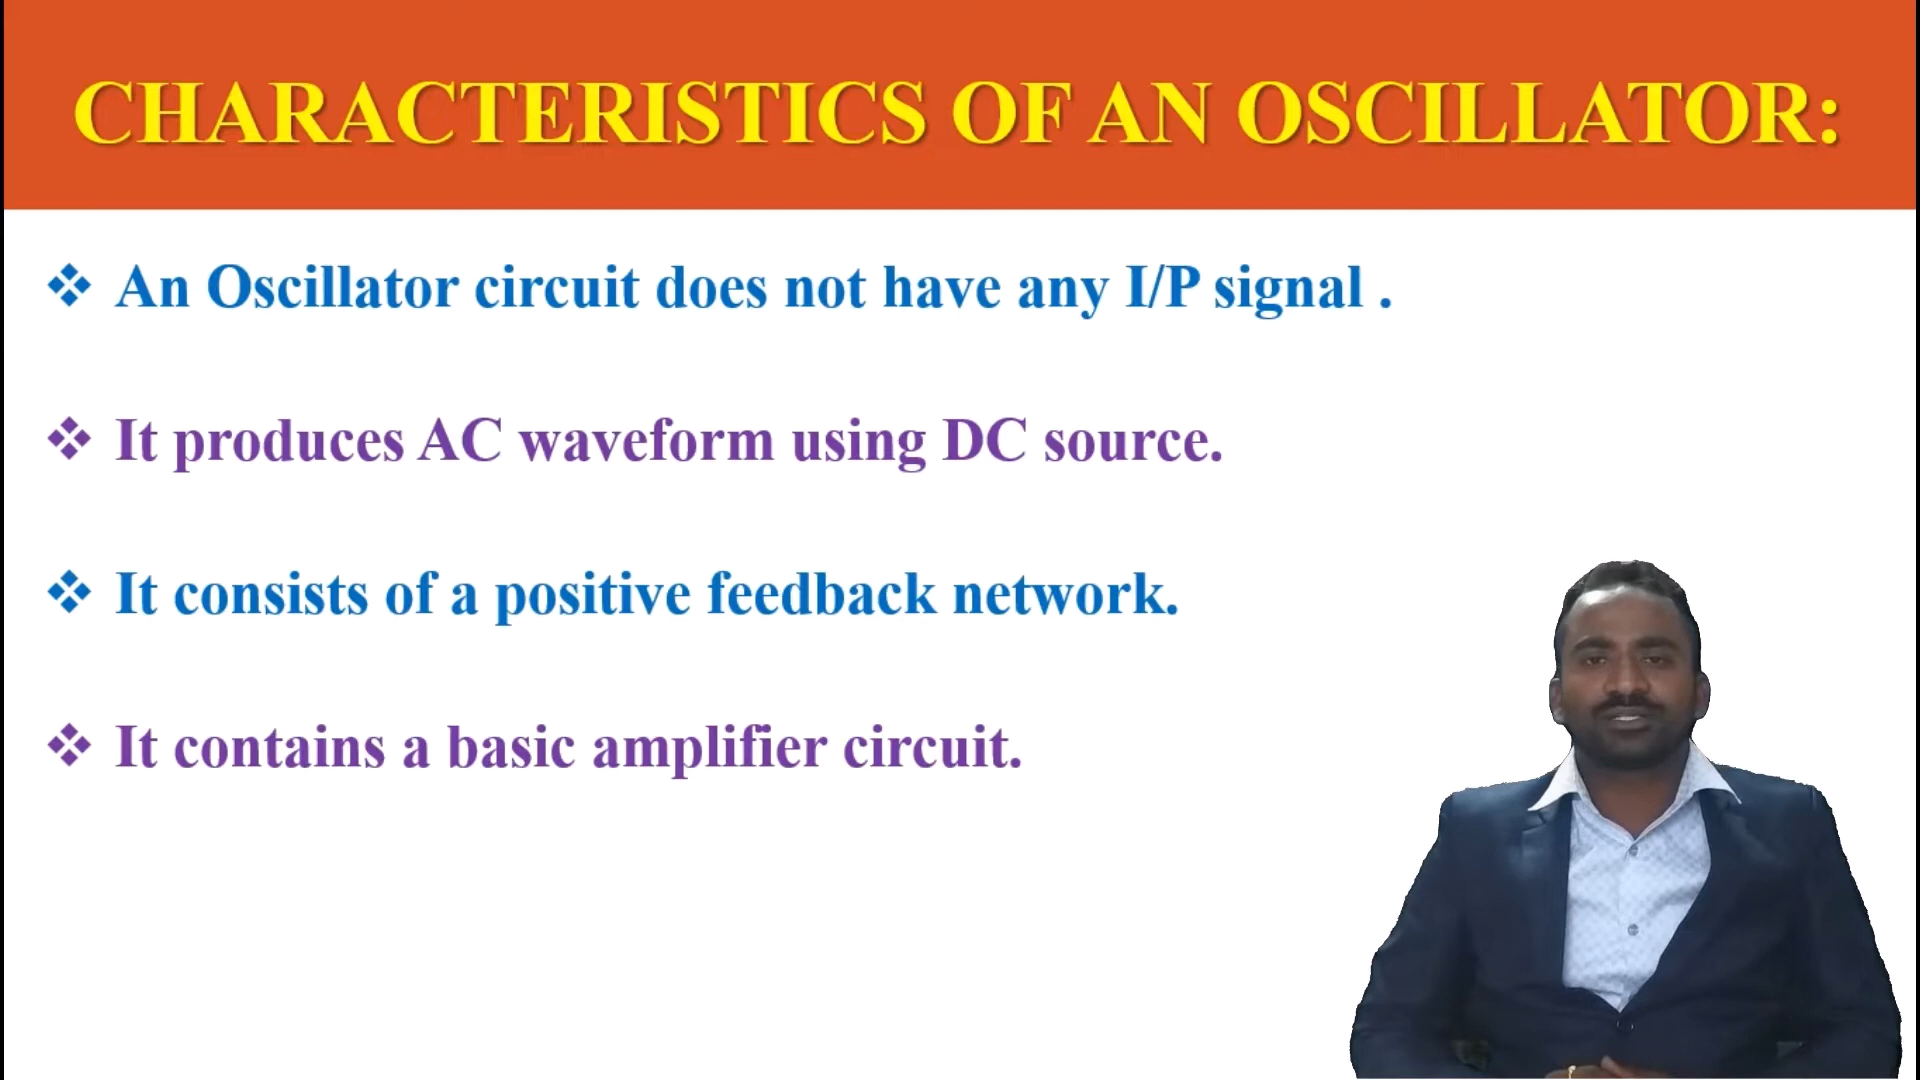 CHARACTERISTICS OF AN OSCILLATOR:
An Oscillator circuit does not have any I/P signal .
It produces AC waveform using DC source.
It consists of a positive feedback network.
It contains a basic amplifier circuit.